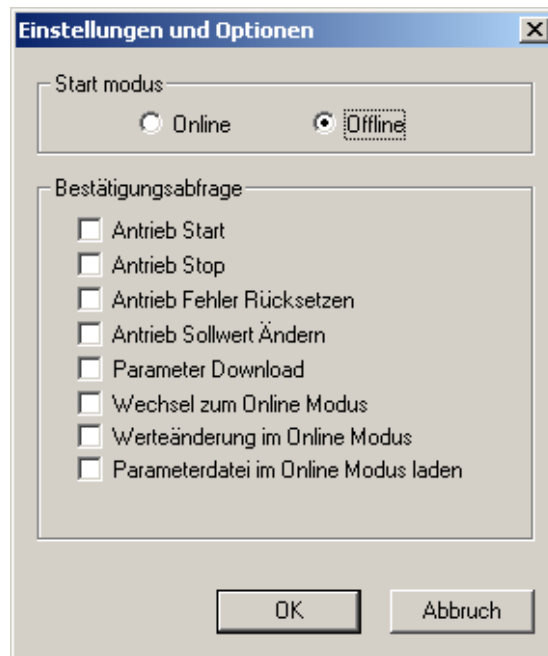 Einstellungen und Optionen
Start modus
Online Offline
Bestätigungsabfrage
Antrieb Start
Antrieb Stop
Antrieb Fehler Rücksetzen
Antrieb Sollwert Ändern
Parameter Download
Wechsel zum Online Modus
Werteänderung im Online Modus
Parameterdatei im Online Modus laden
OK Abbruch